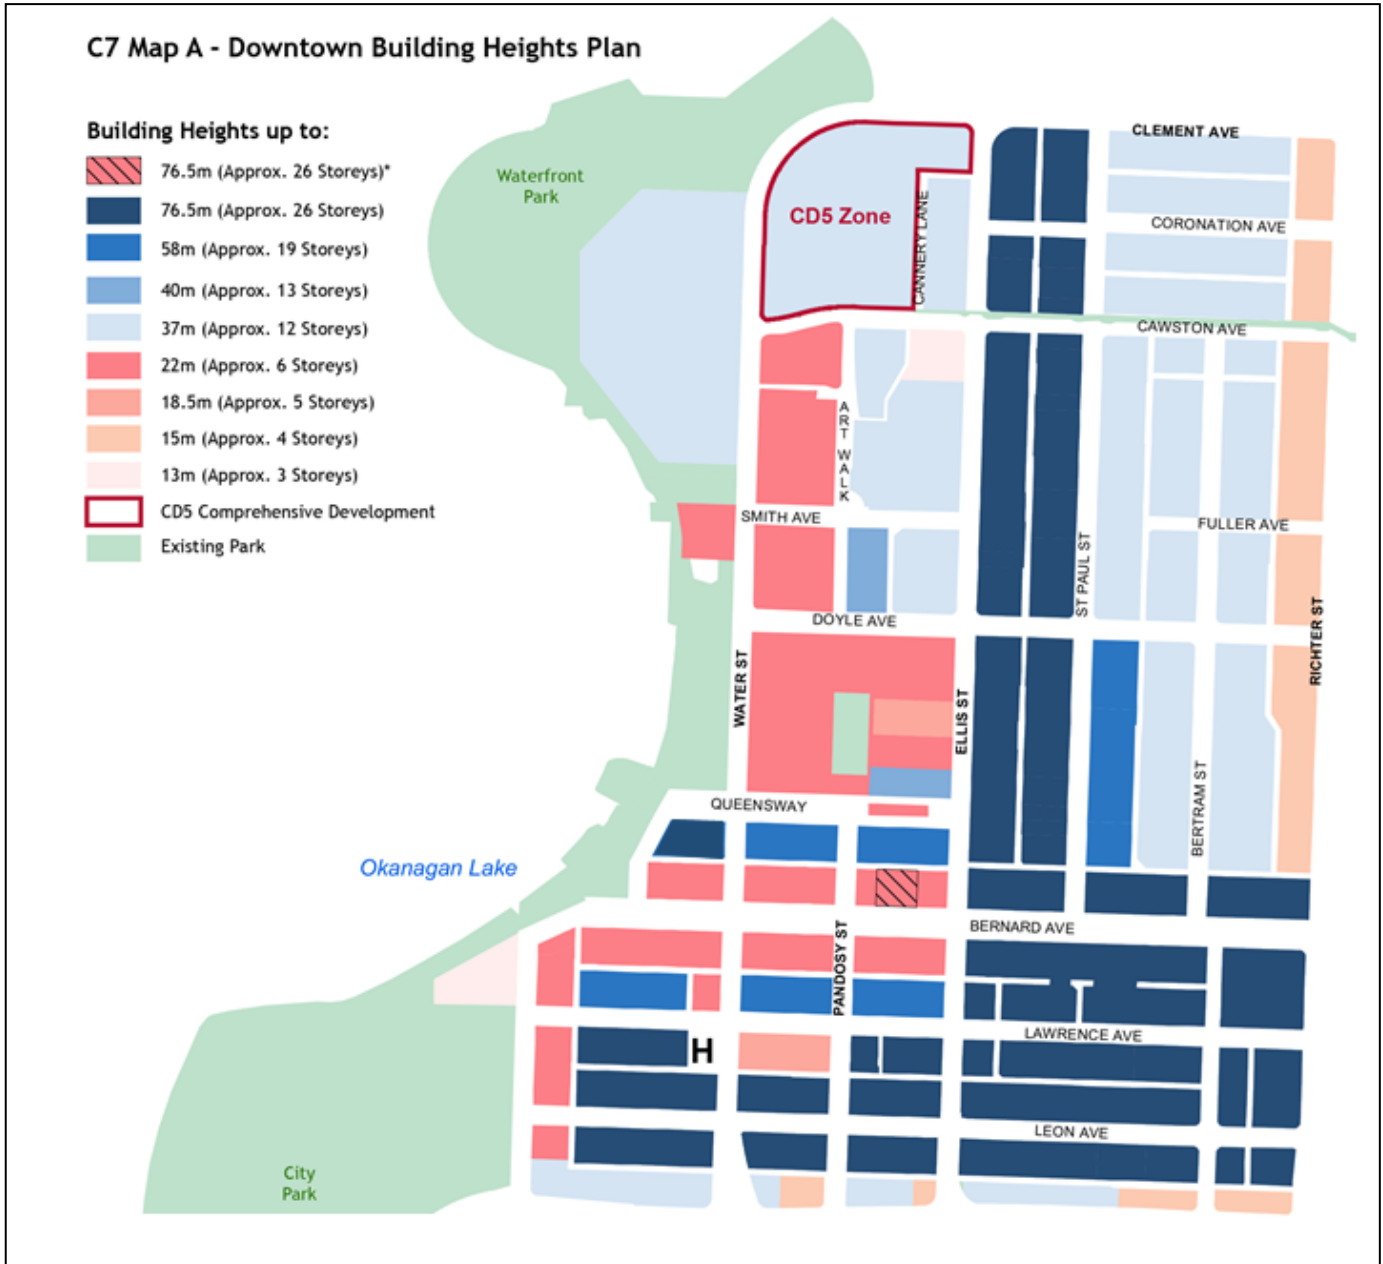 C7 Map A - Downtown Building Heights Plan
Building Heights up to:
76.5m (Approx. 26 Storeys)*
76.5m (Approx. 26 Storeys)
58m (Approx. 19 Storeys)
40m (Approx. 13 Storeys)
37m (Approx. 12 Storeys)
22m (Approx. 6 Storeys)
18.5m (Approx. 5 Storeys)
15m (Approx. 4 Storeys)
13m (Approx. 3 Storeys)
CD5 Comprehensive Development
Existing Park
Waterfront
Park
CD5 Zone
CANNERY LANE
CLEMENT AVE
CORONATION AVE
CAWSTON AVE
ART WALK
SMITH AVE
FULLER AVE
ST PAUL ST
DOYLE AVE
RICHTER ST
WATER ST
ELLIS ST
BERTRAM ST
QUEENSWAY
Okanagan Lake
BERNARD AVE
PANDOSY ST
LAWRENCE AVE
H
LEON AVE
City
Park